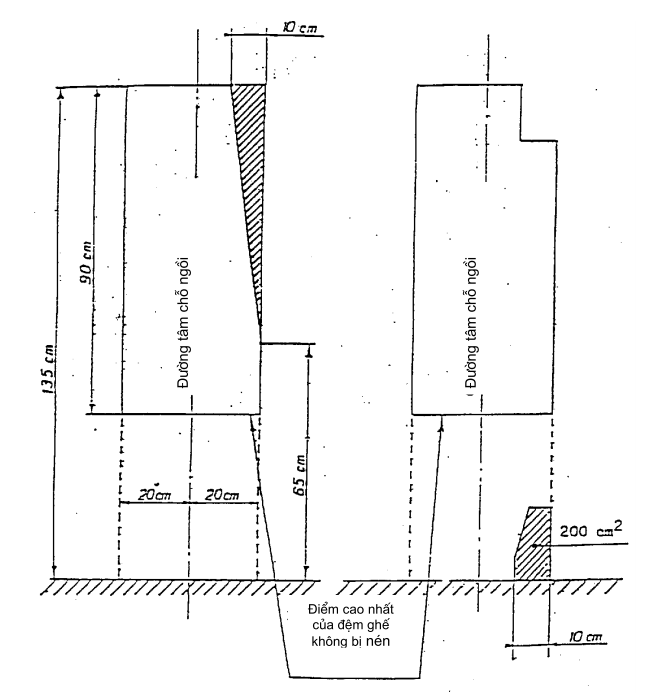 10 cm
90 cm
135 cm
Đường tâm chỗ ngồi
Đường tâm chỗ ngồi
65 cm
20cm
20cm
200 cm²
Điểm cao nhất
của đệm ghế
không bị nén
10 cm